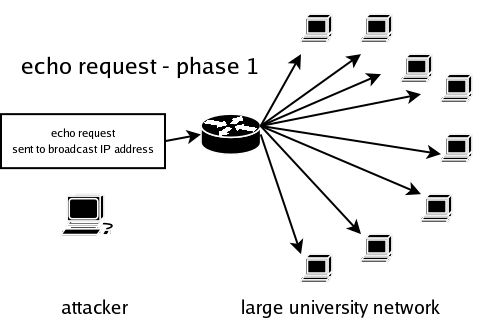 echo request - phase 1
echo request
sent to broadcast IP address
?
attacker
large university network